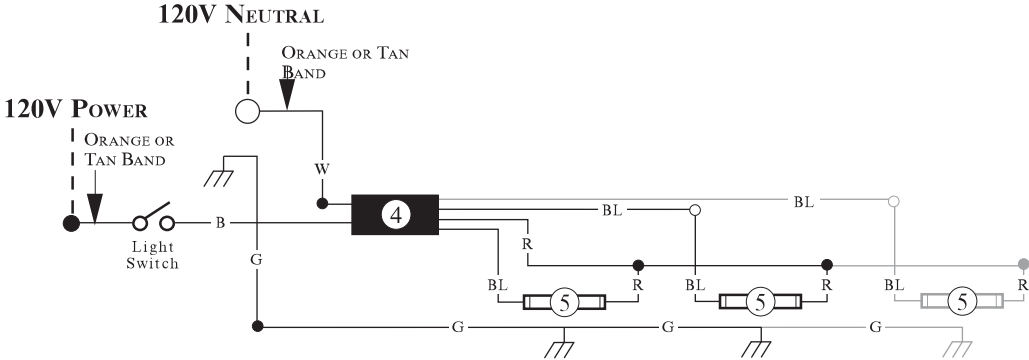 120V NEUTRAL
ORANGE OR TAN
BAND
120V POWER
ORANGE OR
TAN BAND
W
4
BL
BL
B
R
Light
Switch
G
BL
5
R
BL
5
R
BL
5
R
G
G
G